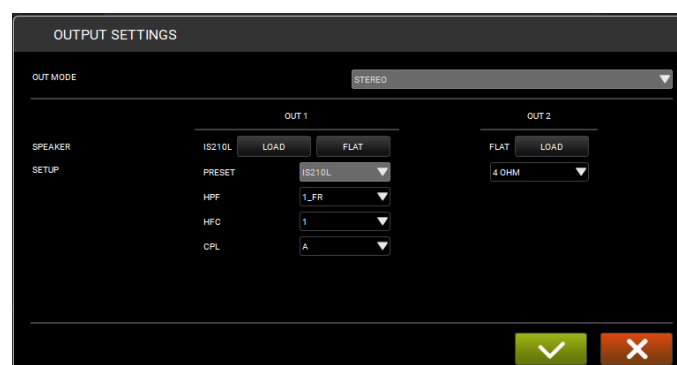 OUTPUT SETTINGS
OUT MODE STEREO
OUT 1 OUT 2
SPEAKER IS210L LOAD FLAT FLAT LOAD
SETUP PRESET IS210L 4 OHM
HPF 1_FR
HFC 1
CPL A